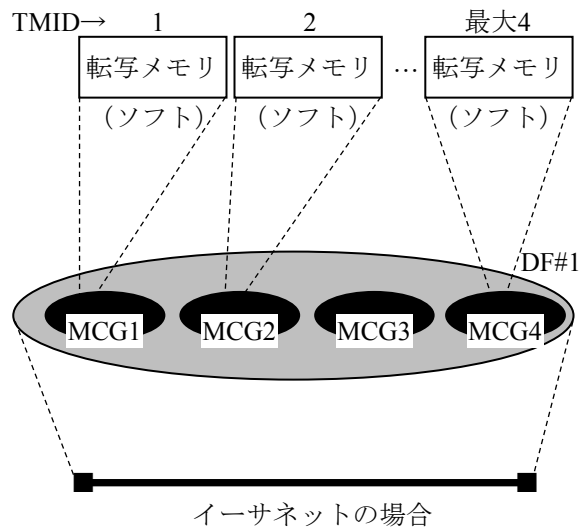 TMID→ 1 2 最大4
転写メモリ 転写メモリ … 転写メモリ
（ソフト） （ソフト） （ソフト）
DF#1
MCG1 MCG2 MCG3 MCG4
イーサネットの場合